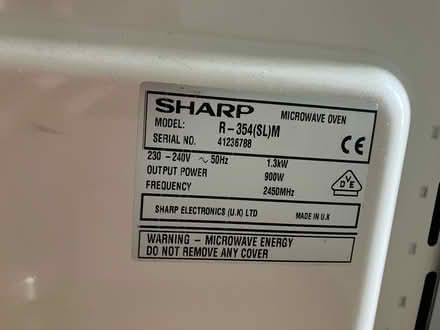 SHARP MICROWAVE OVEN
MODEL: R-354(SL)M
SERIAL NO. 41236788
CE
230 - 240V ~ 50Hz 1.3kW
OUTPUT POWER 900W
FREQUENCY 2450MHz
DVE
SHARP ELECTRONICS (U.K) LTD MADE IN U.K
WARNING - MICROWAVE ENERGY
DO NOT REMOVE ANY COVER